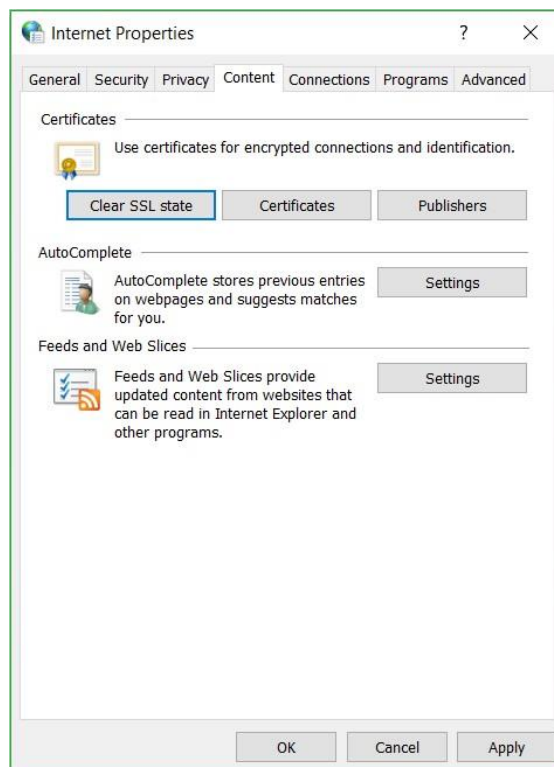 Internet Properties
?
General Security Privacy Content Connections Programs Advanced
Certificates
Use certificates for encrypted connections and identification.
Clear SSL state Certificates Publishers
AutoComplete
AutoComplete stores previous entries
on webpages and suggests matches
for you.
Settings
Feeds and Web Slices
Feeds and Web Slices provide
updated content from websites that
can be read in Internet Explorer and
other programs.
Settings
OK Cancel Apply